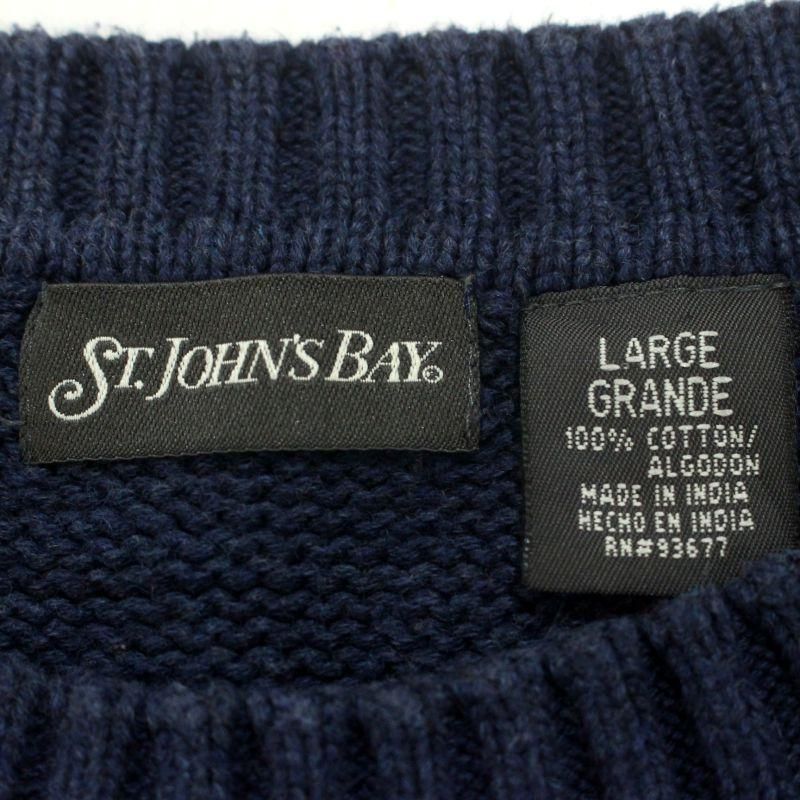 ST. JOHN'S BAY®
LARGE
GRANDE
100% COTTON/
ALGODON
MADE IN INDIA
HECHO EN INDIA
RN#93677